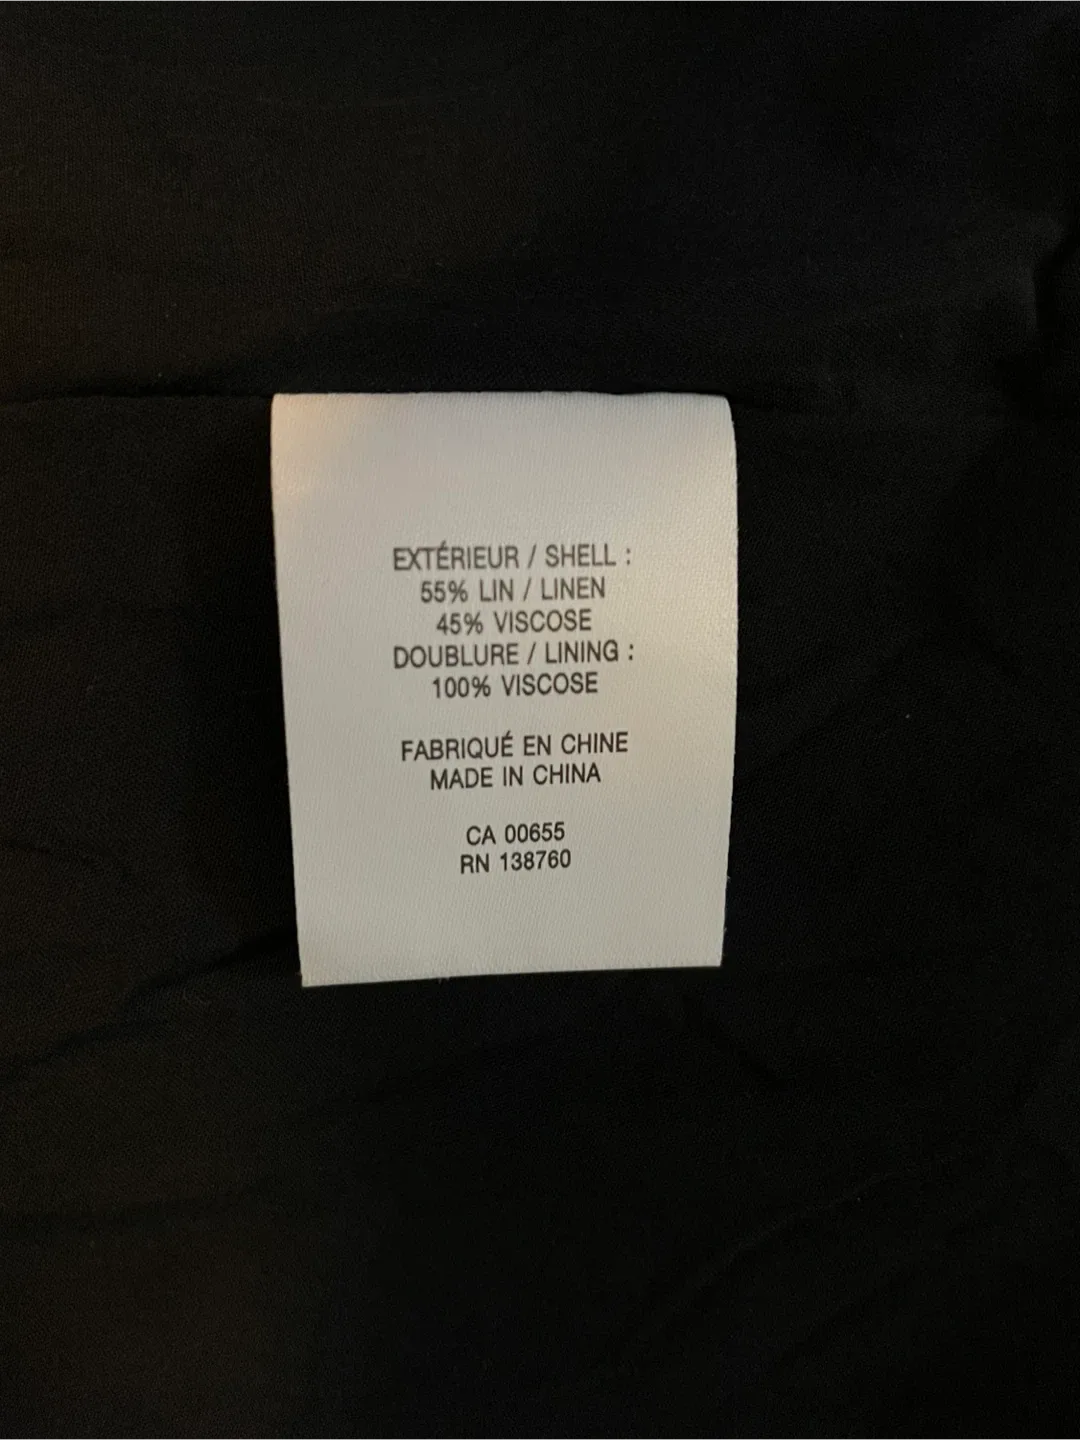 EXTÉRIEUR / SHELL :
55% LIN / LINEN
45% VISCOSE
DOUBLURE / LINING :
100% VISCOSE
FABRIQUÉ EN CHINE
MADE IN CHINA
CA 00655
RN 138760